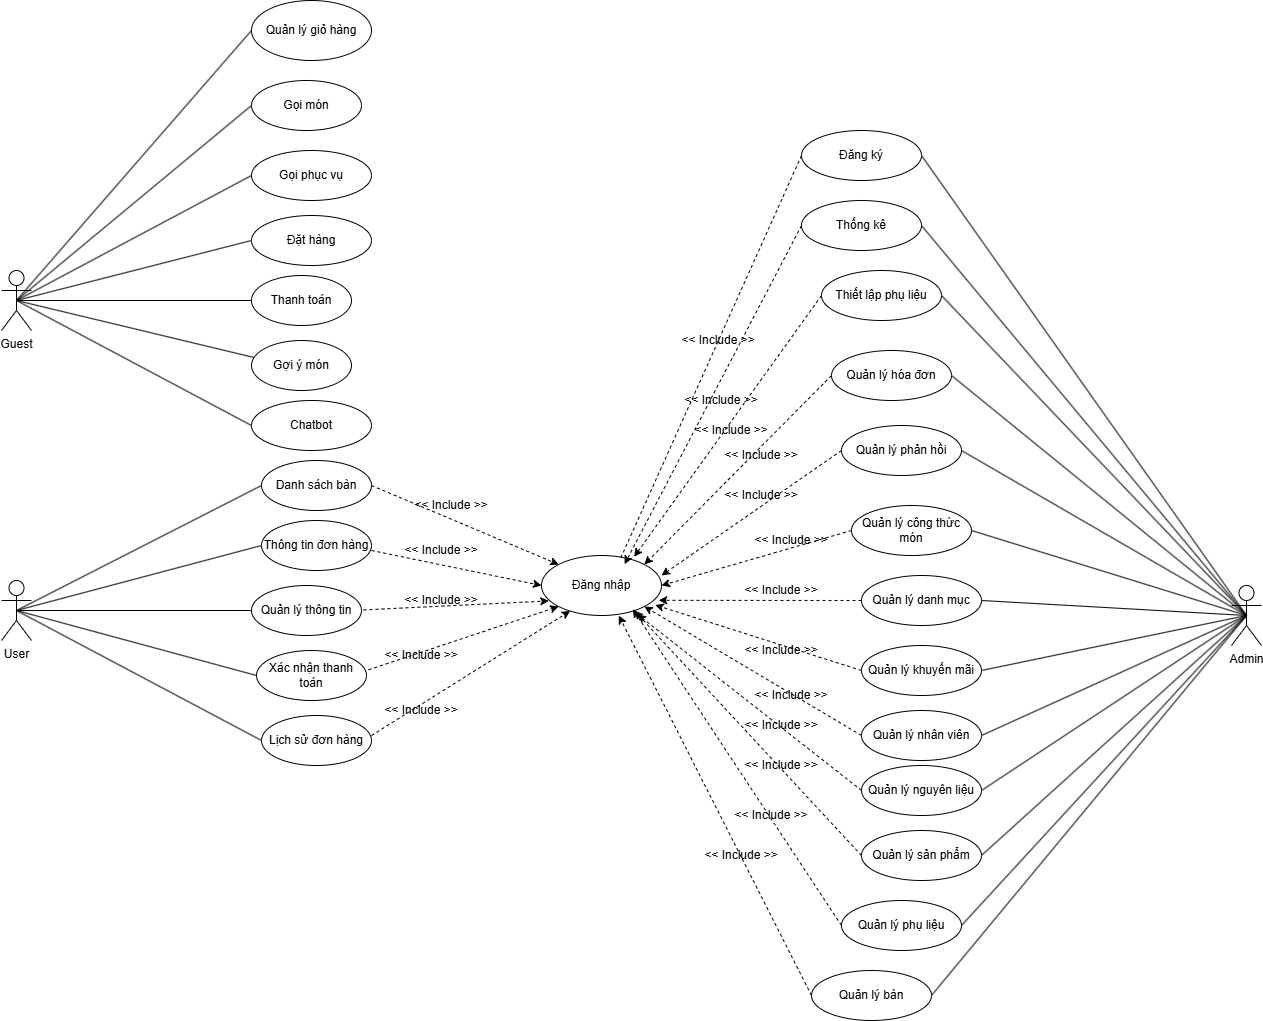 Quản lý giỏ hàng
Gọi món
Gọi phục vụ
Đặt hàng
Thanh toán
Gợi ý món
Chatbot
Guest
Danh sách bàn
Thông tin đơn hàng
Quản lý thông tin
Xác nhận thanh
toán
Lịch sử đơn hàng
User
<< Include >>
<< Include >>
<< Include >>
<< Include >>
<< Include >>
Đăng nhập
<< Include >>
<< Include >>
<< Include >>
<< Include >>
<< Include >>
<< Include >>
<< Include >>
<< Include >>
<< Include >>
<< Include >>
<< Include >>
<< Include >>
<< Include >>
Đăng ký
Thống kê
Thiết lập phụ liệu
Quản lý hóa đơn
Quản lý phản hồi
Quản lý công thức
món
Quản lý danh mục
Quản lý khuyến mãi
Quản lý nhân viên
Quản lý nguyên liệu
Quản lý sản phẩm
Quản lý phụ liệu
Quản lý bàn
Admin